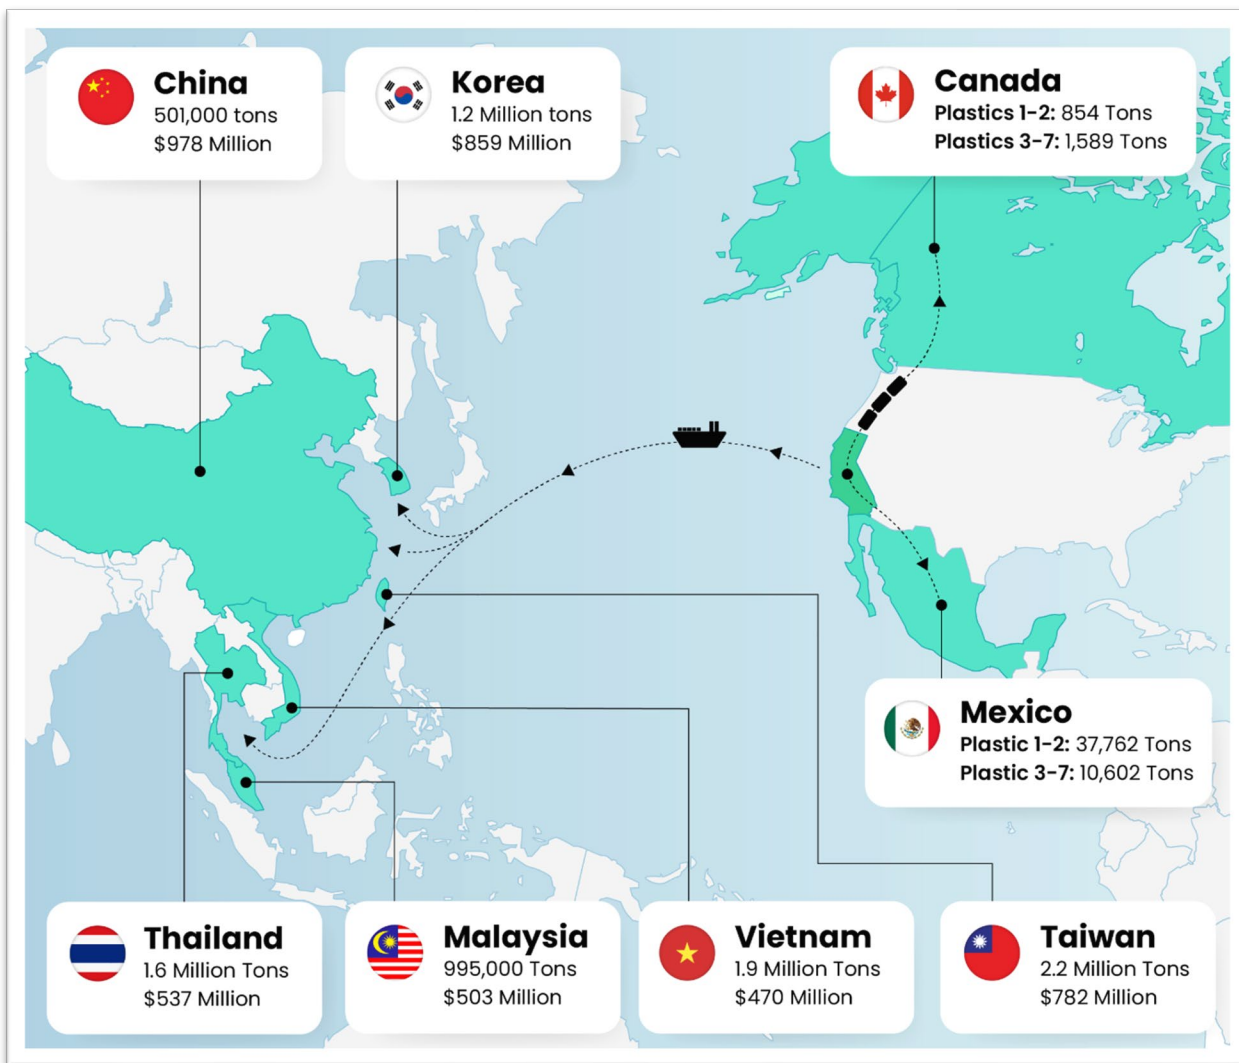 China
501,000 tons
$978 Million
Korea
1.2 Million tons
$859 Million
Canada
Plastics 1-2: 854 Tons
Plastics 3-7: 1,589 Tons
Mexico
Plastic 1-2: 37,762 Tons
Plastic 3-7: 10,602 Tons
Thailand
1.6 Million Tons
$537 Million
Malaysia
995,000 Tons
$503 Million
Vietnam
1.9 Million Tons
$470 Million
Taiwan
2.2 Million Tons
$782 Million